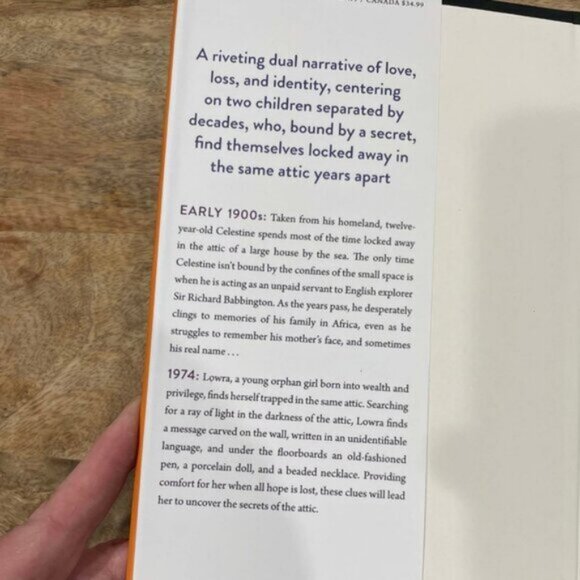 CANADA $34.99
A riveting dual narrative of love,
loss, and identity, centering
on two children separated by
decades, who, bound by a secret,
find themselves locked away in
the same attic years apart
EARLY 1900s: Taken from his homeland, twelve-
year-old Celestine spends most of the time locked away
in the attic of a large house by the sea. The only time
Celestine isn't bound by the confines of the small space is
when he is acting as an unpaid servant to English explorer
Sir Richard Babbington. As the years pass, he desperately
clings to memories of his family in Africa, even as he
struggles to remember his mother's face, and sometimes
his real name ...
1974: Lowra, a young orphan girl born into wealth and
privilege, finds herself trapped in the same attic. Searching
for a ray of light in the darkness of the attic, Lowra finds
a message carved on the wall, written in an unidentifiable
language, and under the floorboards an old-fashioned
pen, a porcelain doll, and a beaded necklace. Providing
comfort for her when all hope is lost, these clues will lead
her to uncover the secrets of the attic.